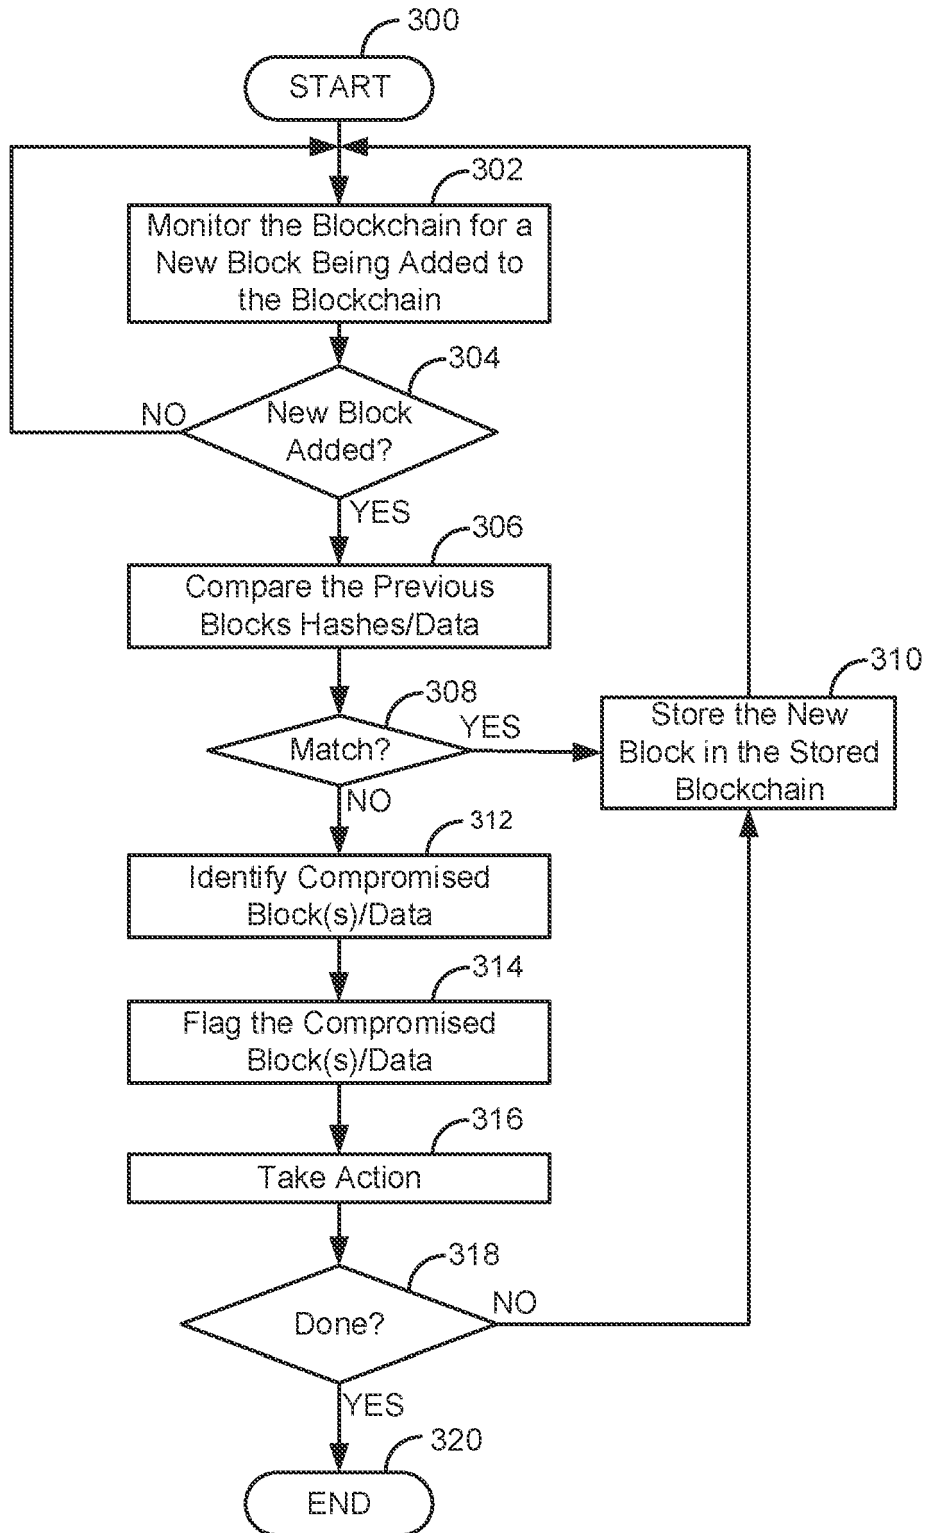 300
START
302
Monitor the Blockchain for a
New Block Being Added to
the Blockchain
304
New Block
Added?
NO
YES
306
Compare the Previous
Blocks Hashes/Data
308
Match?
YES
NO
310
Store the New
Block in the Stored
Blockchain
312
Identify Compromised
Block(s)/Data
314
Flag the Compromised
Block(s)/Data
316
Take Action
318
Done?
NO
YES
320
END